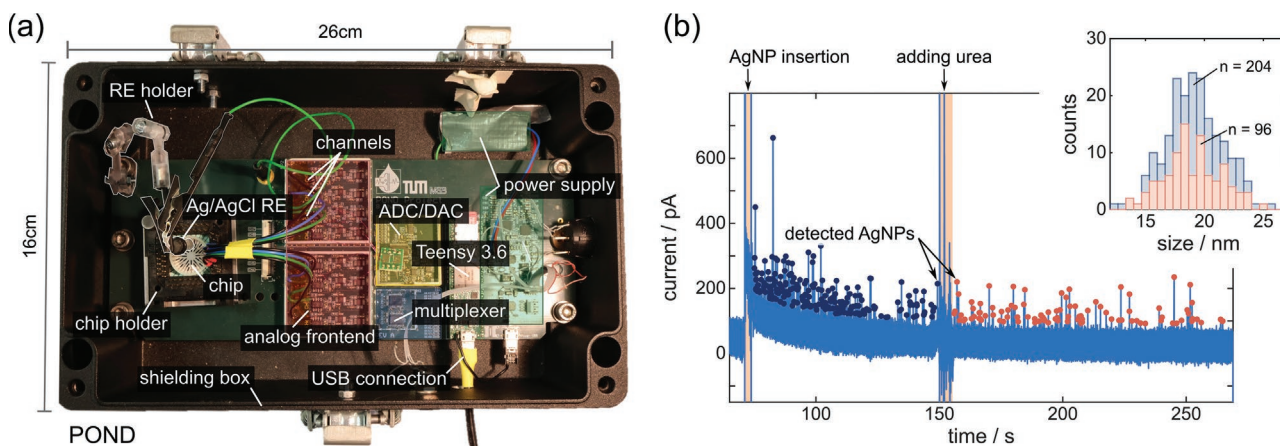 (a)
26cm
16cm
RE holder
channels
power supply
TUM
ADC/DAC
Ag/AgCl RE
Teensy 3.6
chip
multiplexer
chip holder
analog frontend
shielding box
USB connection
POND
(b)
AgNP insertion
adding urea
detected AgNPs
current / pA
600
400
200
0
100
150
200
250
time / s
counts
30
20
10
0
n = 204
n = 96
15
20
25
size / nm